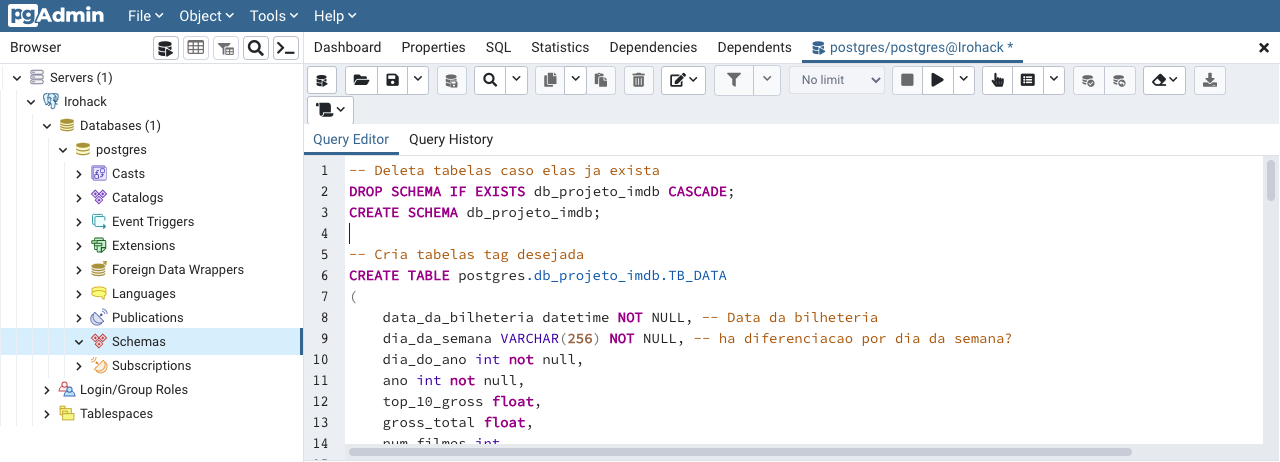 pgAdmin File Object Tools Help
Browser
Dashboard Properties SQL Statistics Dependencies Dependents postgres/postgres@lrohack *
No limit
Servers (1)
lrohack
Databases (1)
postgres
Casts
Catalogs
Event Triggers
Extensions
Foreign Data Wrappers
Languages
Publications
Schemas
Subscriptions
Login/Group Roles
Tablespaces
Query Editor Query History
1 -- Deleta tabelas caso elas ja exista
2 DROP SCHEMA IF EXISTS db_projeto_imdb CASCADE;
3 CREATE SCHEMA db_projeto_imdb;
4
5 -- Cria tabelas tag desejada
6 CREATE TABLE postgres.db_projeto_imdb.TB_DATA
7 (
8 data_da_bilheteria datetime NOT NULL, -- Data da bilheteria
9 dia_da_semana VARCHAR(256) NOT NULL, -- ha diferenciacao por dia da semana?
10 dia_do_ano int not null,
11 ano int not null,
12 top_10_gross float,
13 gross_total float,
14 num_filmes int